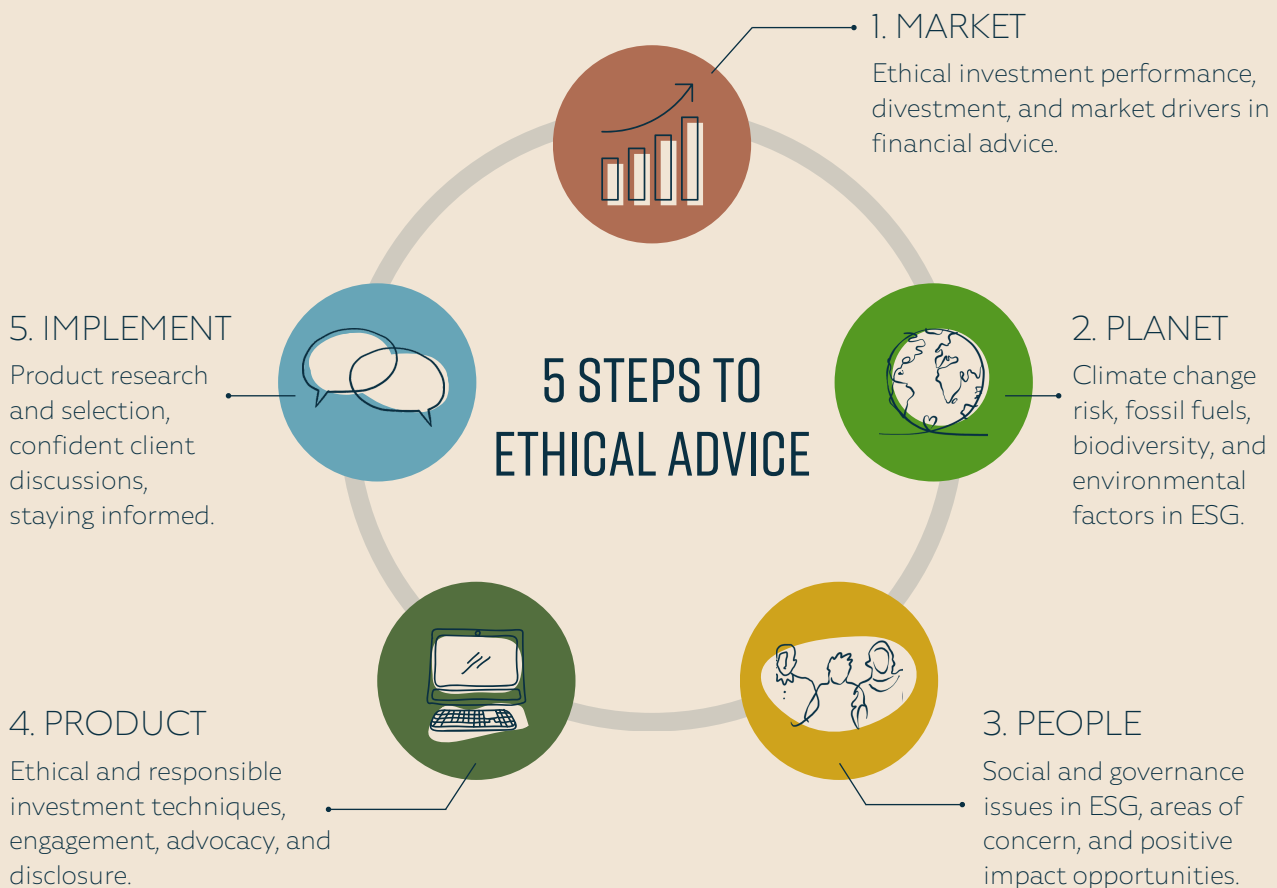 5 STEPS TO
ETHICAL ADVICE
1. MARKET
Ethical investment performance,
divestment, and market drivers in
financial advice.
2. PLANET
Climate change
risk, fossil fuels,
biodiversity, and
environmental
factors in ESG.
3. PEOPLE
Social and governance
issues in ESG, areas of
concern, and positive
impact opportunities.
4. PRODUCT
Ethical and responsible
investment techniques,
engagement, advocacy, and
disclosure.
5. IMPLEMENT
Product research
and selection,
confident client
discussions,
staying informed.